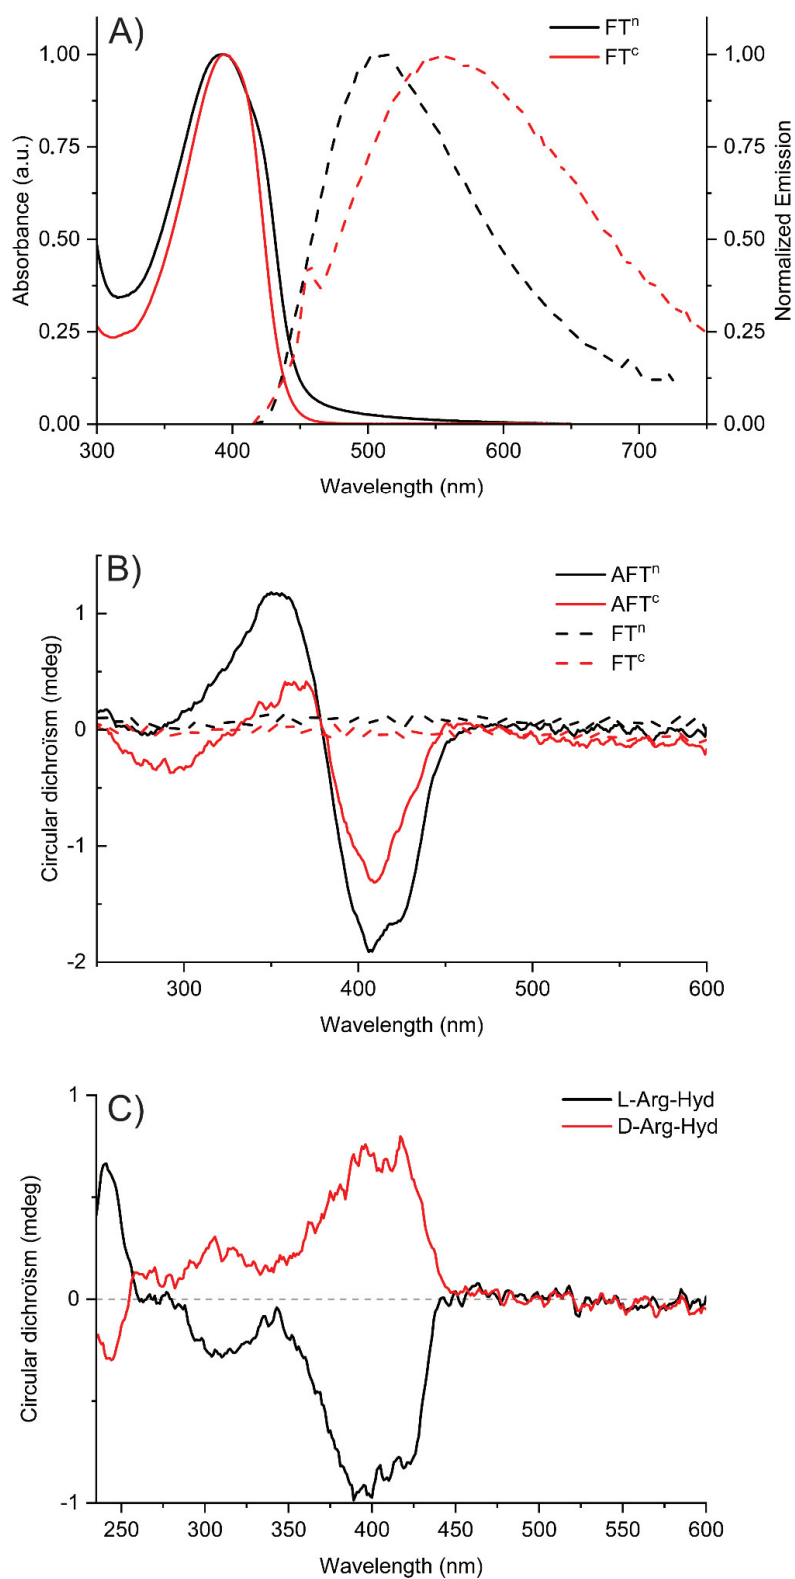 A)
FTⁿ
FTᶜ
1.00
0.75
0.50
0.25
0.00
Absorbance (a.u.)
1.00
0.75
0.50
0.25
0.00
Normalized Emission
300 400 500 600 700
Wavelength (nm)
B)
AFTⁿ
AFTᶜ
FTⁿ
FTᶜ
1
0
-1
-2
Circular dichroïsm (mdeg)
300 400 500 600
Wavelength (nm)
C)
L-Arg-Hyd
D-Arg-Hyd
1
0
-1
Circular dichroïsm (mdeg)
250 300 350 400 450 500 550 600
Wavelength (nm)